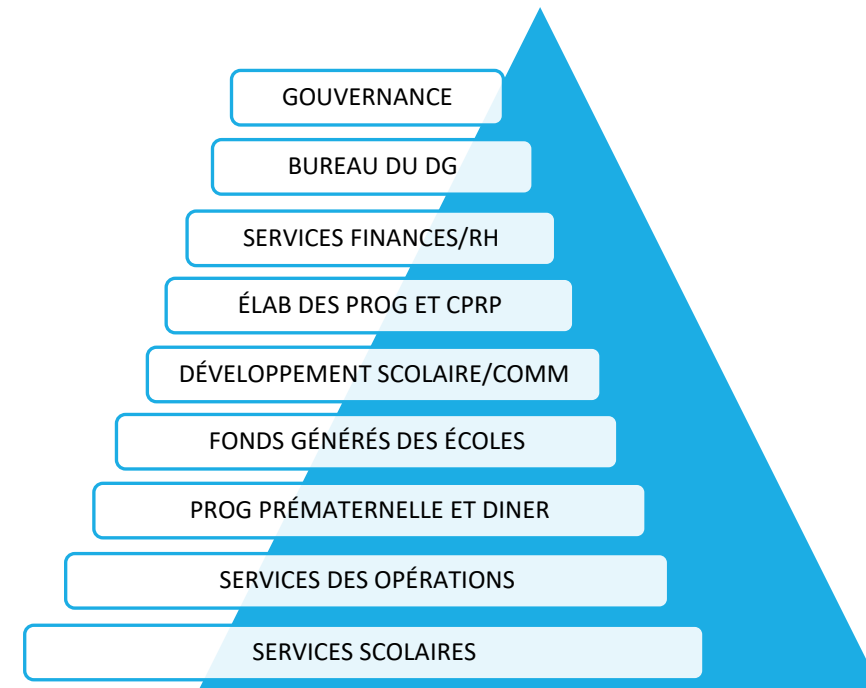 GOUVERNANCE
BUREAU DU DG
SERVICES FINANCES/RH
ÉLAB DES PROG ET CPRP
DÉVELOPPEMENT SCOLAIRE/COMM
FONDS GÉNÉRÉS DES ÉCOLES
PROG PRÉMATERNELLE ET DINER
SERVICES DES OPÉRATIONS
SERVICES SCOLAIRES